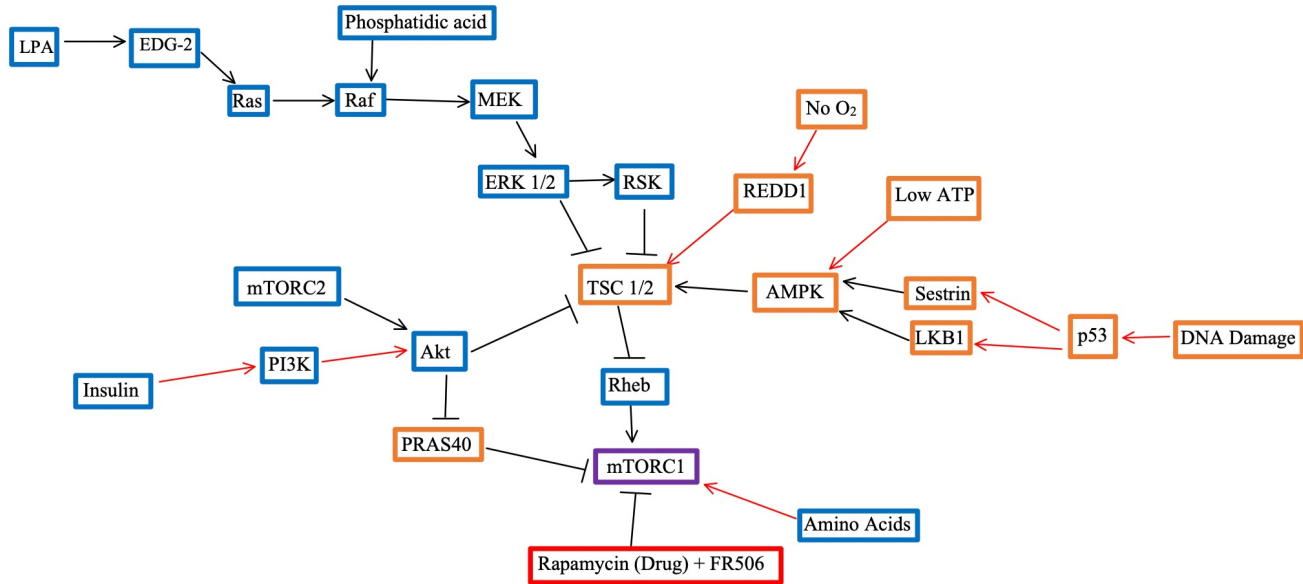 Phosphatidic acid
LPA
EDG-2
Ras
Raf
MEK
No O₂
ERK 1/2
RSK
REDD1
Low ATP
mTORC2
TSC 1/2
AMPK
Sestrin
LKB1
p53
DNA Damage
Akt
PI3K
Insulin
Rheb
PRAS40
mTORC1
Amino Acids
Rapamycin (Drug) + FR506